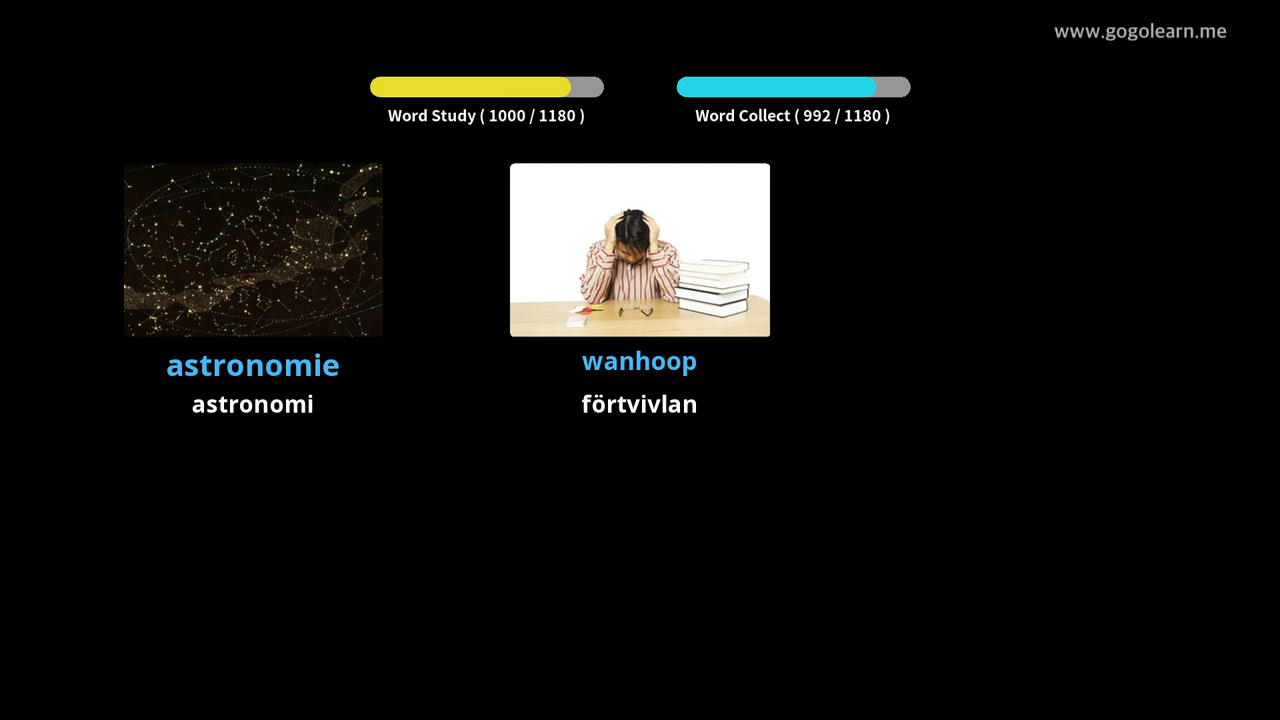 www.gogolearn.me
Word Study ( 1000 / 1180 )
Word Collect ( 992 / 1180 )
astronomie
astronomi
wanhoop
förtvivlan